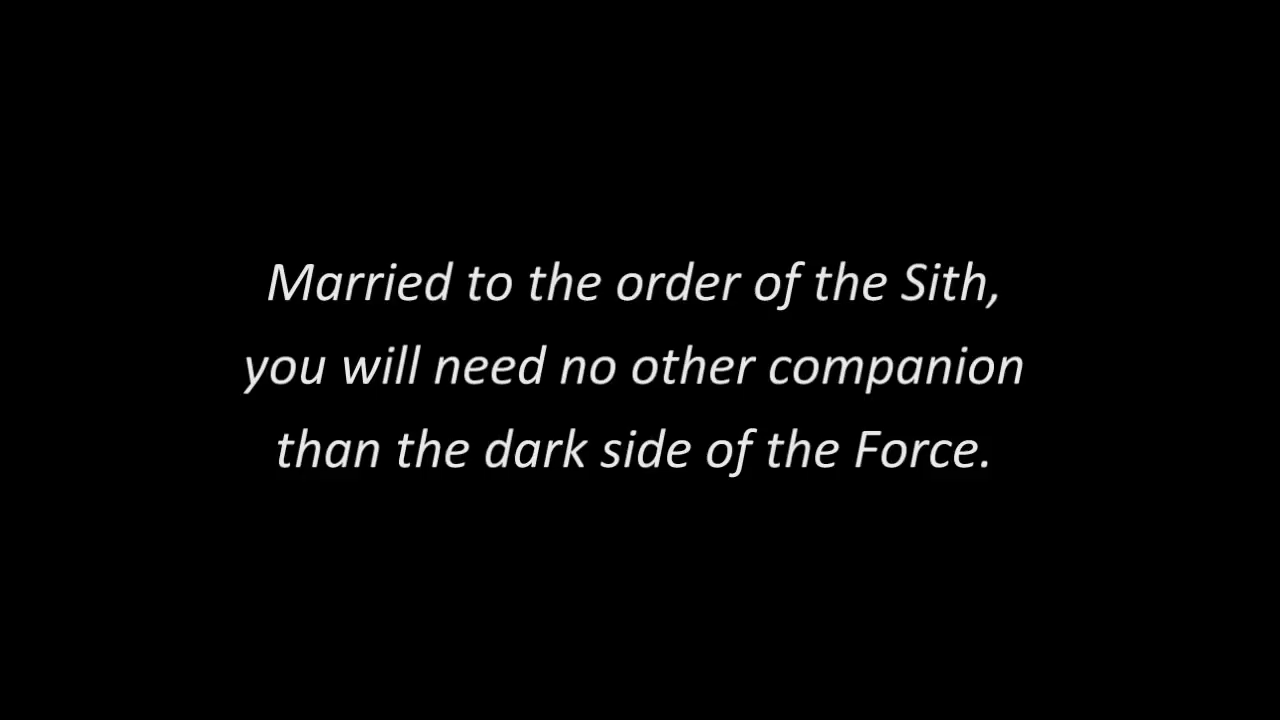 Married to the order of the Sith,
you will need no other companion
than the dark side of the Force.